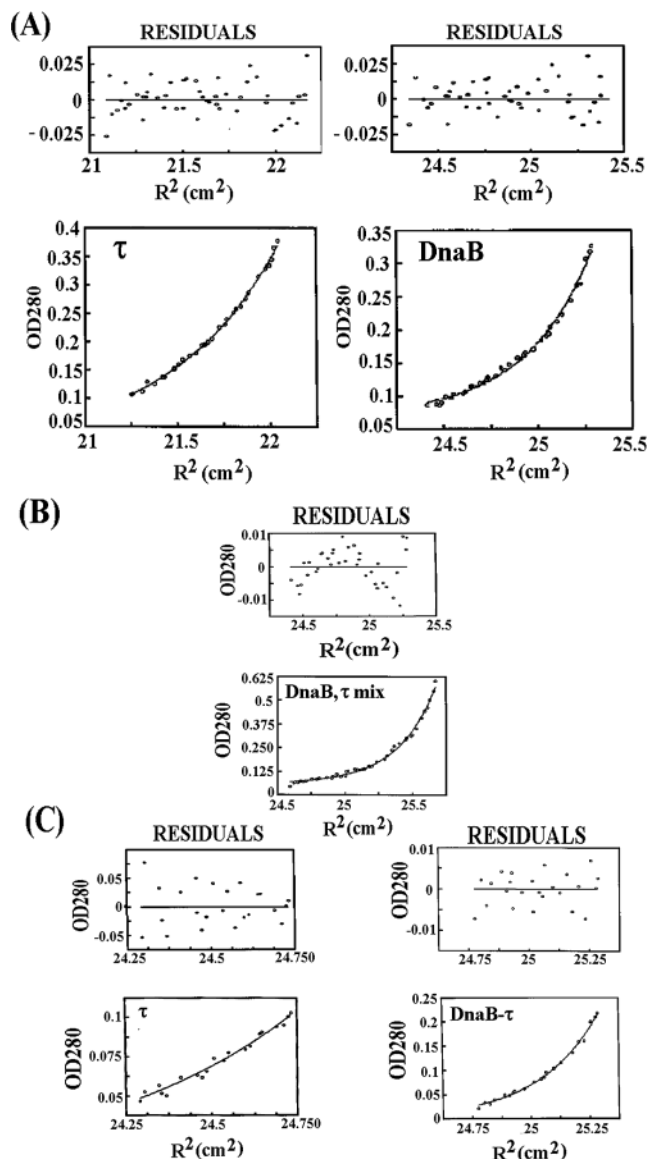 (A)
RESIDUALS RESIDUALS
0.025 0.025
0 0
-0.025 -0.025
21 21.5 22 24.5 25 25.5
R² (cm²) R² (cm²)
0.4 0.35
0.35 0.3
0.3 0.25
0.25 0.2
0.2 0.15
0.15 0.1
0.1 0.05
0.05
OD280 OD280
τ DnaB
21 21.5 22 24.5 25 25.5
R² (cm²) R² (cm²)
(B)
RESIDUALS
0.01
0
-0.01
OD280
24.5 25 25.5
R² (cm²)
0.625
0.5
0.375
0.25
0.125
OD280
DnaB, τ mix
24.5 25 25.5
R² (cm²)
(C)
RESIDUALS RESIDUALS
0.05 0.01
0 0
-0.05 -0.01
OD280 OD280
24.25 24.5 24.750 24.75 25 25.25
0.1 0.25
0.075 0.2
0.05 0.15
0.1
0.05
0
OD280 OD280
τ DnaB-τ
24.25 24.5 24.750 24.75 25 25.25
R² (cm²) R² (cm²)